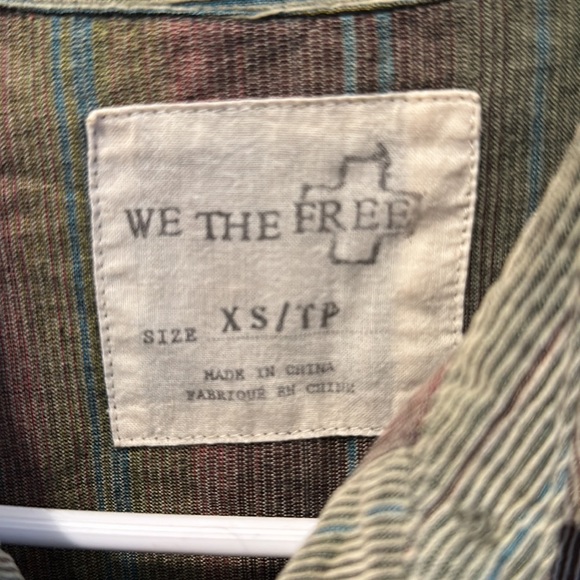 WE THE FREE
SIZE XS/TP
MADE IN CHINA
FABRIQUÉ EN CHINE